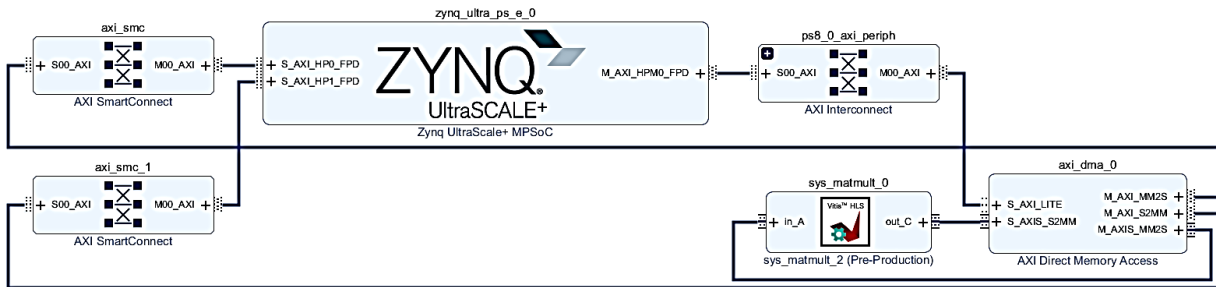 axi_smc
S00_AXI
M00_AXI
AXI SmartConnect
zynq_ultra_ps_e_0
S_AXI_HP0_FPD
S_AXI_HP1_FPD
ZYNQ
UltraSCALE+
M_AXI_HPM0_FPD
Zynq UltraScale+ MPSoC
ps8_0_axi_periph
S00_AXI
M00_AXI
AXI Interconnect
axi_smc_1
S00_AXI
M00_AXI
AXI SmartConnect
sys_matmult_0
in_A
Vitis™ HLS
out_C
sys_matmult_2 (Pre-Production)
axi_dma_0
S_AXI_LITE
S_AXIS_S2MM
M_AXI_MM2S
M_AXI_S2MM
M_AXIS_MM2S
AXI Direct Memory Access